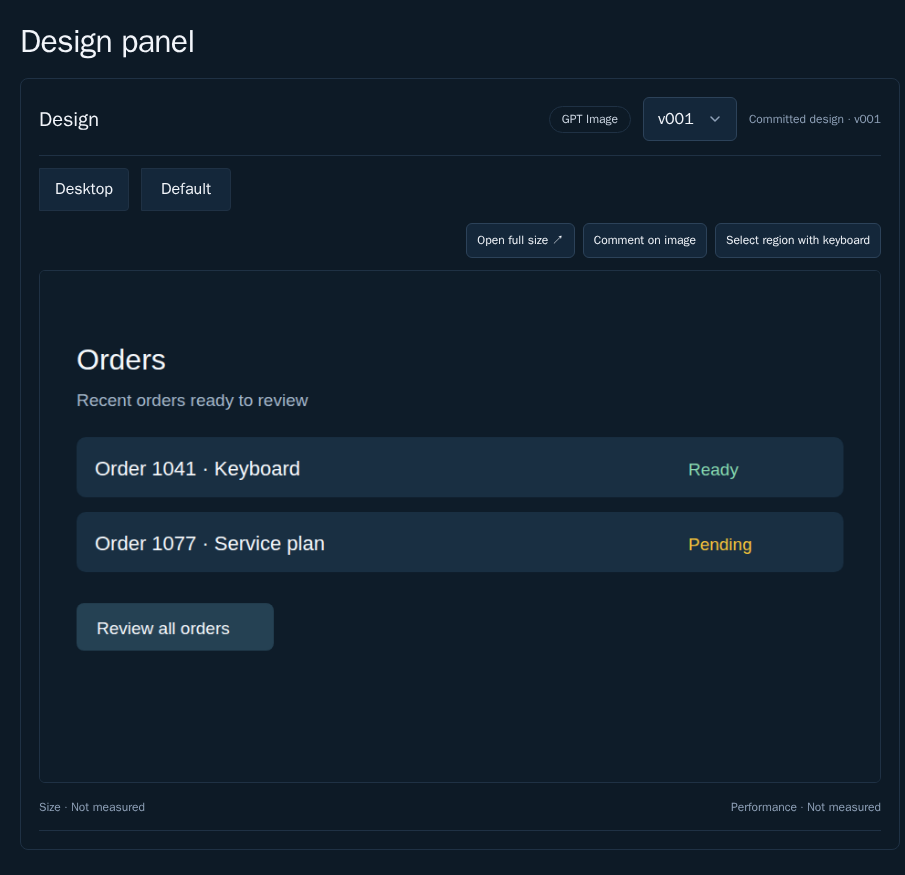 Design panel
Design
GPT Image
v001
Committed design · v001
Desktop
Default
Open full size ↗
Comment on image
Select region with keyboard
Orders
Recent orders ready to review
Order 1041 · Keyboard
Ready
Order 1077 · Service plan
Pending
Review all orders
Size · Not measured
Performance · Not measured